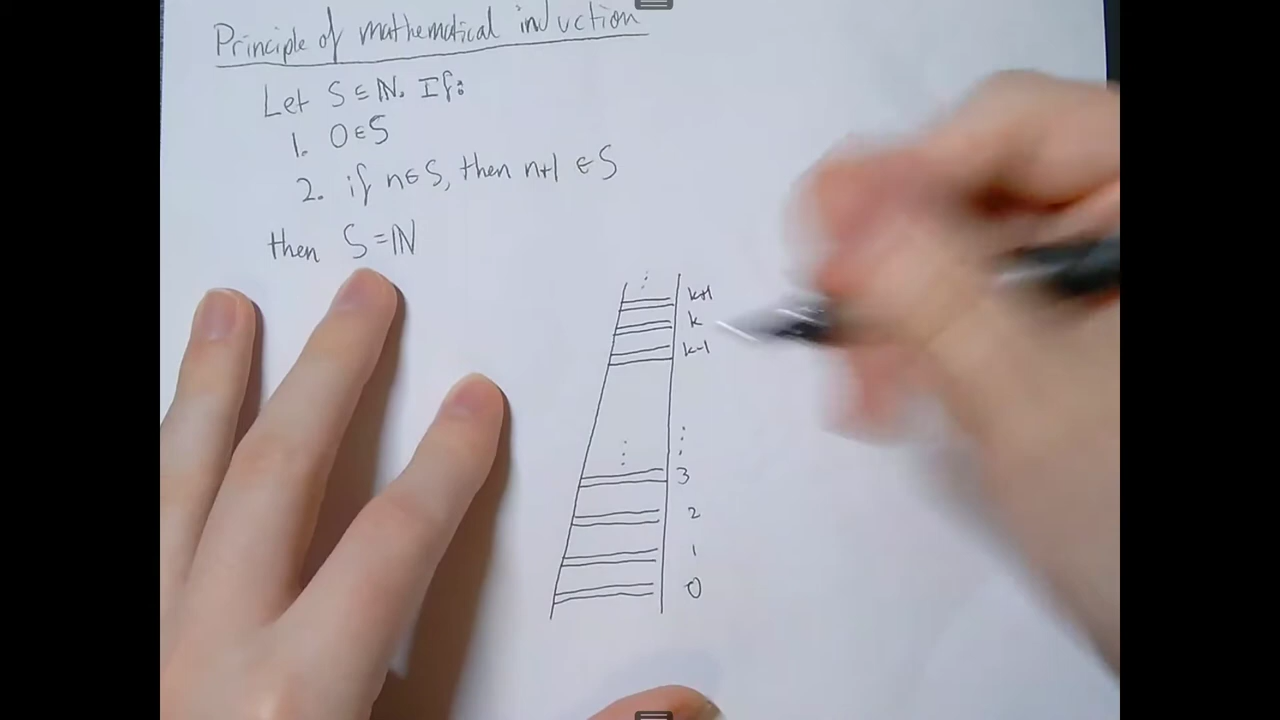 Principle of mathematical induction
Let S ⊆ ℕ. If:
1. 0 ∈ S
2. if n ∈ S, then n+1 ∈ S
then S = ℕ
⋮ k+1
k
k-1
⋮ ⋮
3
2
1
0